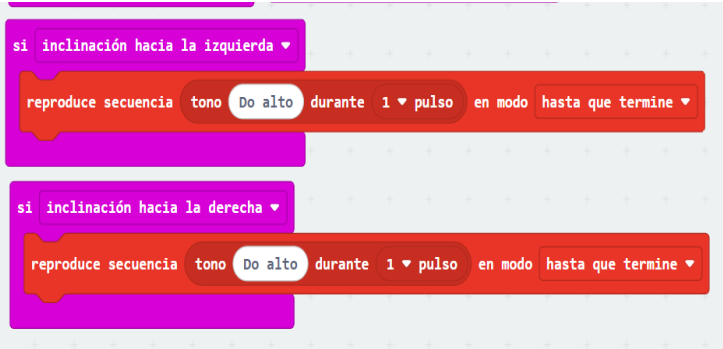 si inclinación hacia la izquierda
reproduce secuencia tono Do alto durante 1 pulso en modo hasta que termine
si inclinación hacia la derecha
reproduce secuencia tono Do alto durante 1 pulso en modo hasta que termine